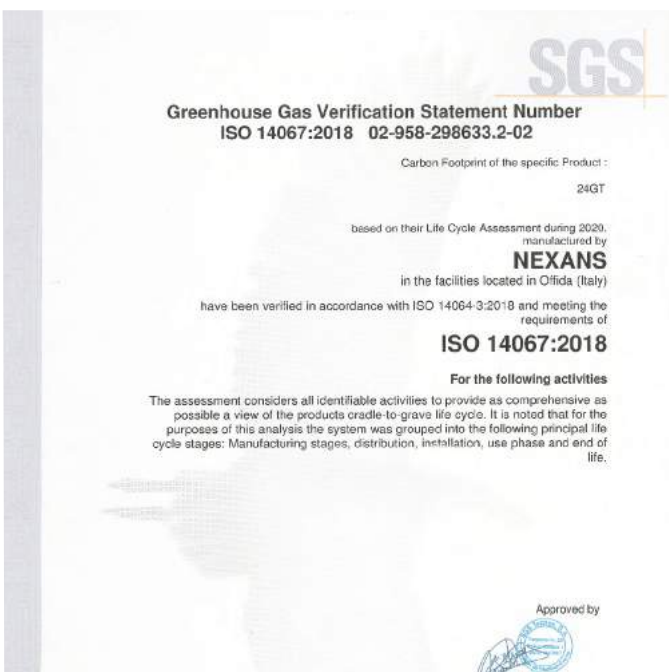 SGS
Greenhouse Gas Verification Statement Number
ISO 14067:2018 02-958-298633.2-02
Carbon Footprint of the specific Product :
24GT
based on their Life Cycle Assessment during 2020.
manufactured by
NEXANS
in the facilities located in Offida (Italy)
have been verified in accordance with ISO 14064-3:2018 and meeting the
requirements of
ISO 14067:2018
For the following activities
The assessment considers all identifiable activities to provide as comprehensive as
possible a view of the products cradle-to-grave life cycle. It is noted that for the
purposes of this analysis the system was grouped into the following principal life
cycle stages: Manufacturing stages, distribution, installation, use phase and end of
life.
Approved by